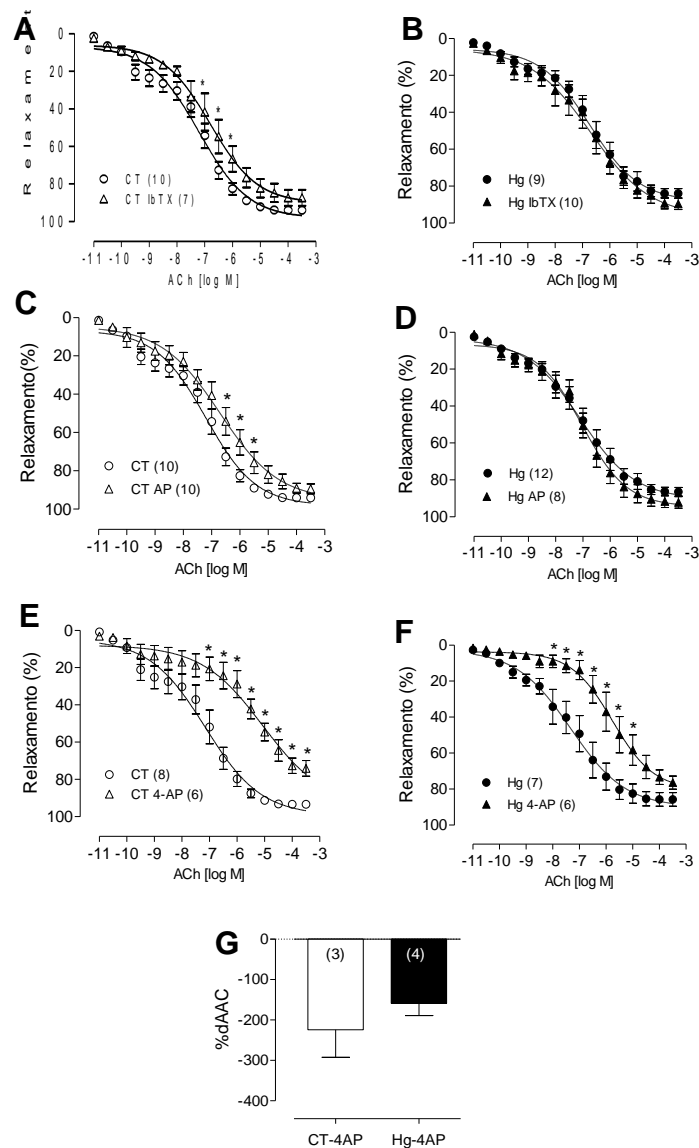 A
R e l a x a m e n t
0
20
40
60
80
100
CT (10)
CT IbTX (7)
* * *
-11 -10 -9 -8 -7 -6 -5 -4 -3
ACh [log M]
B
Relaxamento (%)
0
20
40
60
80
100
Hg (9)
Hg IbTX (10)
-11 -10 -9 -8 -7 -6 -5 -4 -3
ACh [log M]
C
Relaxamento(%)
0
20
40
60
80
100
CT (10)
CT AP (10)
* * *
-11 -10 -9 -8 -7 -6 -5 -4 -3
ACh [log M]
D
Relaxamento (%)
0
20
40
60
80
100
Hg (12)
Hg AP (8)
-11 -10 -9 -8 -7 -6 -5 -4 -3
ACh [log M]
E
Relaxamento (%)
0
20
40
60
80
100
CT (8)
CT 4-AP (6)
* * * * * * * *
-11 -10 -9 -8 -7 -6 -5 -4 -3
ACh [log M]
F
Relaxamento (%)
0
20
40
60
80
100
Hg (7)
Hg 4-AP (6)
* * * * * * *
-11 -10 -9 -8 -7 -6 -5 -4 -3
ACh [log M]
G
%dAAC
0
-100
-200
-300
-400
(3) (4)
CT-4AP Hg-4AP